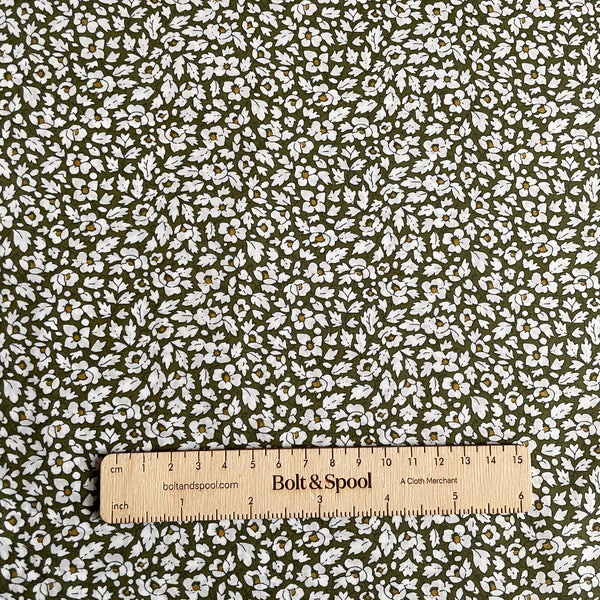 cm 1 2 3 4 5 6 7 8 9 10 11 12 13 14 15
boltandspool.com Bolt & Spool A Cloth Merchant
inch 1 2 3 4 5 6